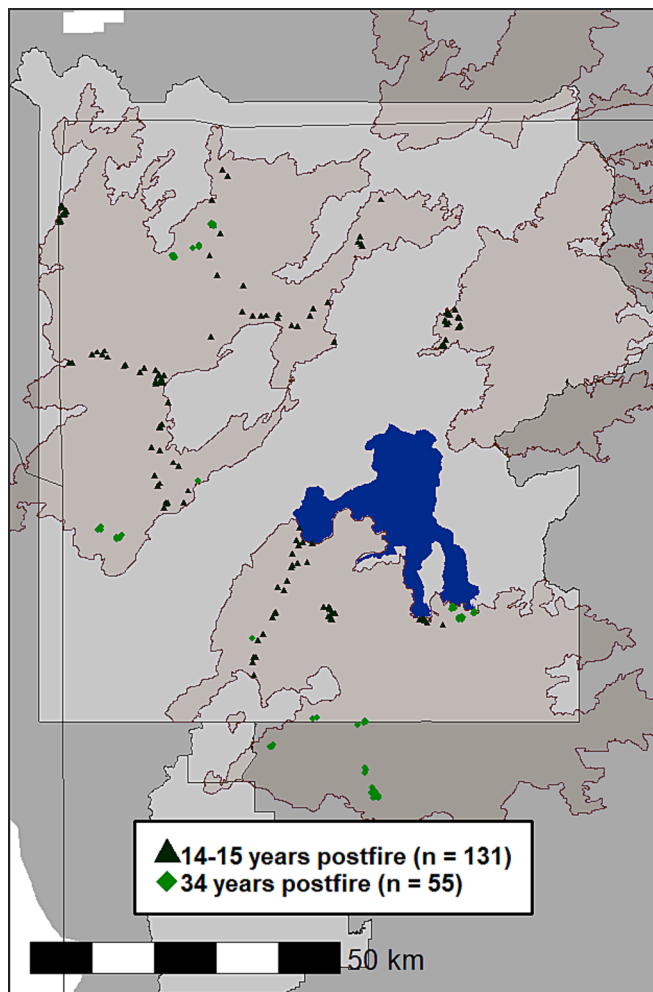 14-15 years postfire (n = 131)
34 years postfire (n = 55)
50 km